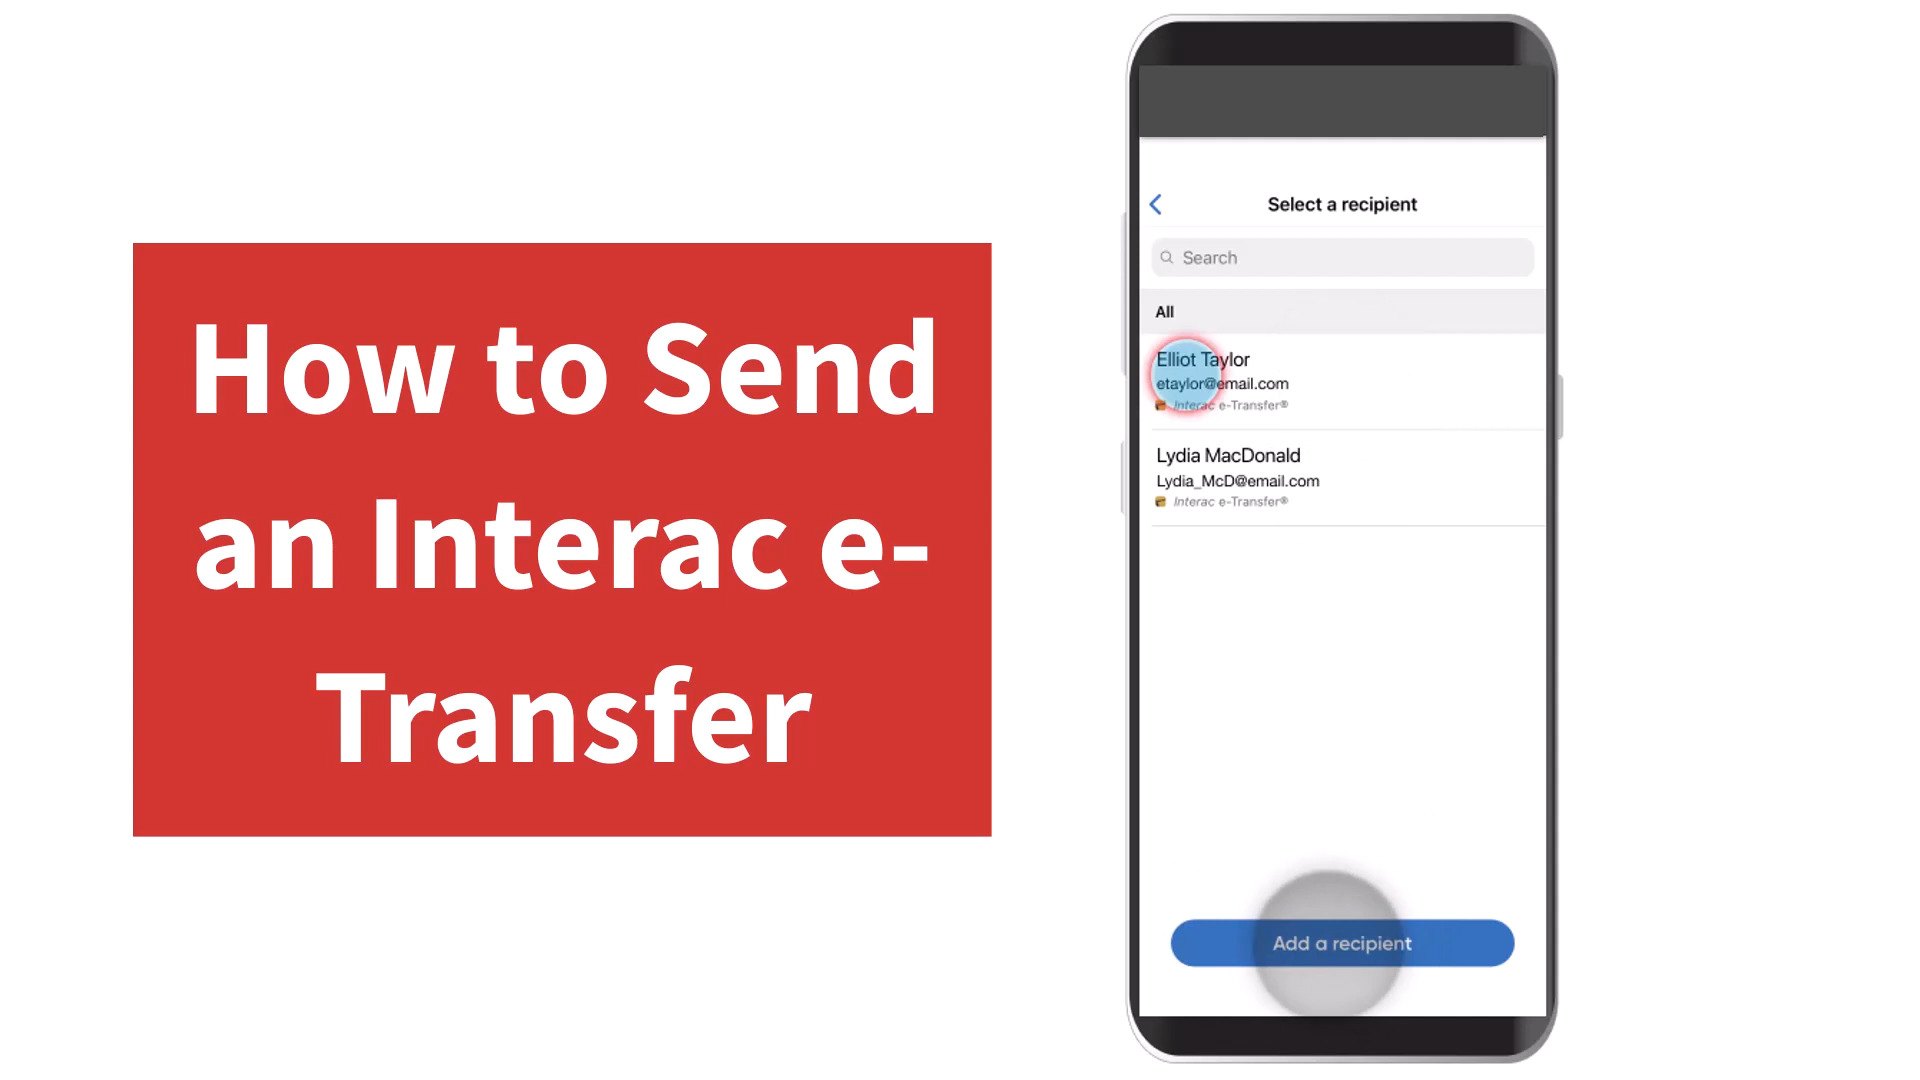 How to Send
an Interac e-
Transfer
Select a recipient
Search
All
Elliot Taylor
etaylor@email.com
Interac e-Transfer®
Lydia MacDonald
Lydia_McD@email.com
Interac e-Transfer®
Add a recipient